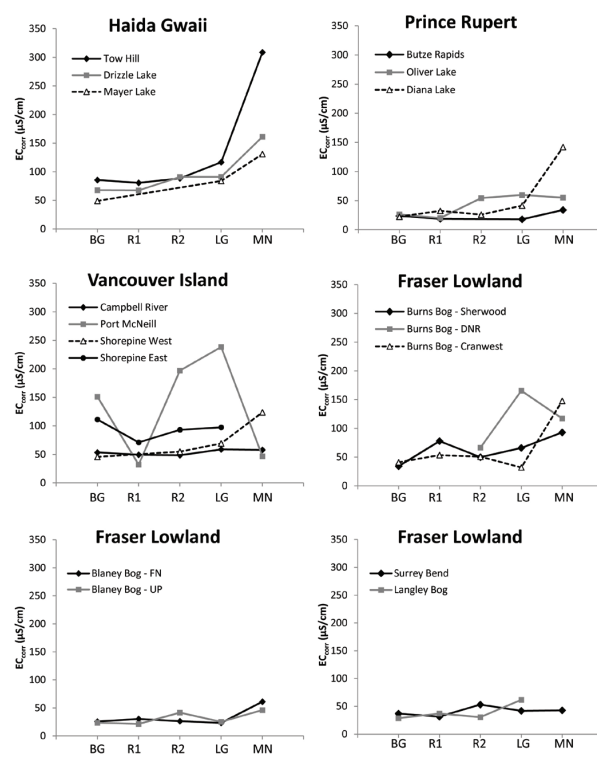 Haida Gwaii
ECcorr (µS/cm)
350
300
250
200
150
100
50
0
Tow Hill
Drizzle Lake
Mayer Lake
BG R1 R2 LG MN
Prince Rupert
ECcorr (µS/cm)
350
300
250
200
150
100
50
0
Butze Rapids
Oliver Lake
Diana Lake
BG R1 R2 LG MN
Vancouver Island
ECcorr (µS/cm)
350
300
250
200
150
100
50
0
Campbell River
Port McNeill
Shorepine West
Shorepine East
BG R1 R2 LG MN
Fraser Lowland
ECcorr (µS/cm)
350
300
250
200
150
100
50
0
Burns Bog - Sherwood
Burns Bog - DNR
Burns Bog - Cranwest
BG R1 R2 LG MN
Fraser Lowland
ECcorr (µS/cm)
350
300
250
200
150
100
50
0
Blaney Bog - FN
Blaney Bog - UP
BG R1 R2 LG MN
Fraser Lowland
ECcorr (µS/cm)
350
300
250
200
150
100
50
0
Surrey Bend
Langley Bog
BG R1 R2 LG MN